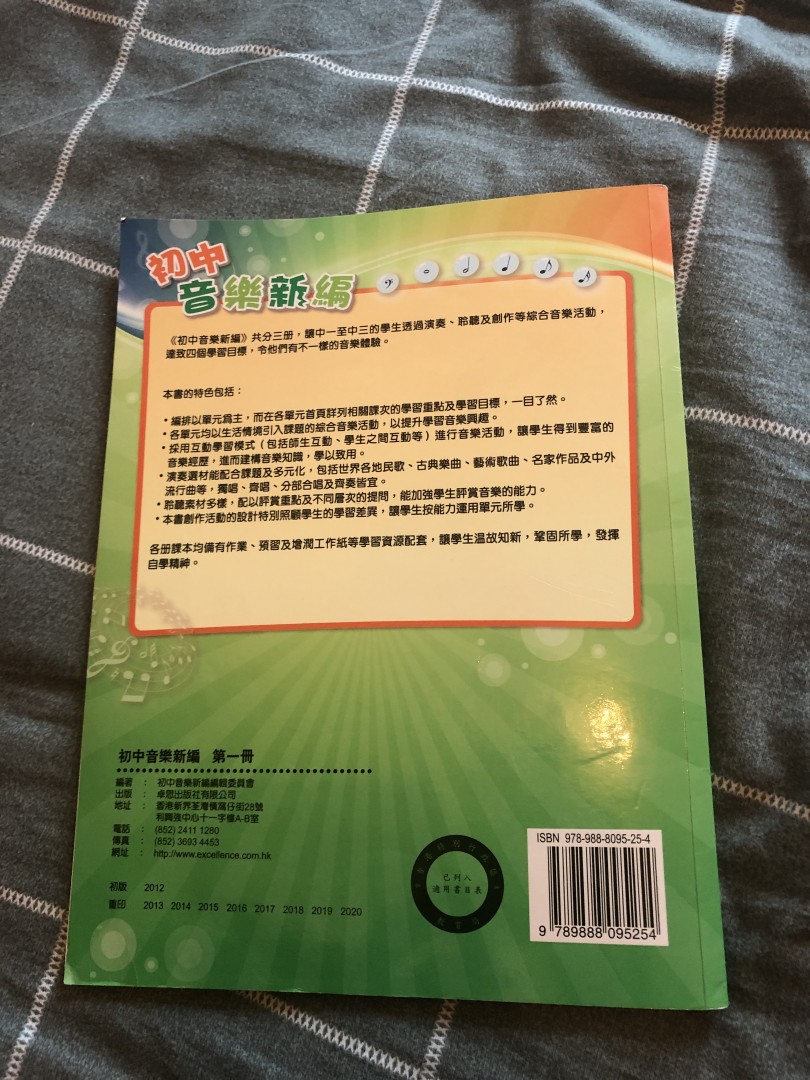 初中
音樂新編
《初中音樂新編》共分三冊，讓中一至中三的學生透過演奏、聆聽及創作等綜合音樂活動，
達致四個學習目標，令他們有不一樣的音樂體驗。
本書的特色包括：
• 編排以單元為主，而在各單元首頁詳列相關課次的學習重點及學習目標，一目了然。
• 各單元均以生活情境引入課題的綜合音樂活動，以提升學習音樂興趣。
• 採用互動學習模式（包括師生互動、學生之間互動等）進行音樂活動，讓學生得到豐富的
音樂經歷，進而建構音樂知識，學以致用。
• 演奏選材能配合課題及多元化，包括世界各地民歌、古典樂曲、藝術歌曲、名家作品及中外
流行曲等，獨唱、齊唱、分部合唱及齊奏皆宜。
• 聆聽素材多樣，配以評賞重點及不同層次的提問，能加強學生評賞音樂的能力。
• 本書創作活動的設計特別照顧學生的學習差異，讓學生按能力運用單元所學。
各冊課本均備有作業、預習及增潤工作紙等學習資源配套，讓學生溫故知新，鞏固所學，發揮
自學精神。
初中音樂新編 第一冊
編著 ： 初中音樂新編編輯委員會
出版 ： 卓思出版社有限公司
地址 ： 香港新界荃灣橫窩仔街28號
利興強中心十一字樓A-B室
電話 ： (852) 2411 1280
傳真 ： (852) 3693 4453
網址 ： http://www.excellence.com.hk
初版 2012
重印 2013 2014 2015 2016 2017 2018 2019 2020
已列入
適用書目表
ISBN 978-988-8095-25-4
9 789888 095254